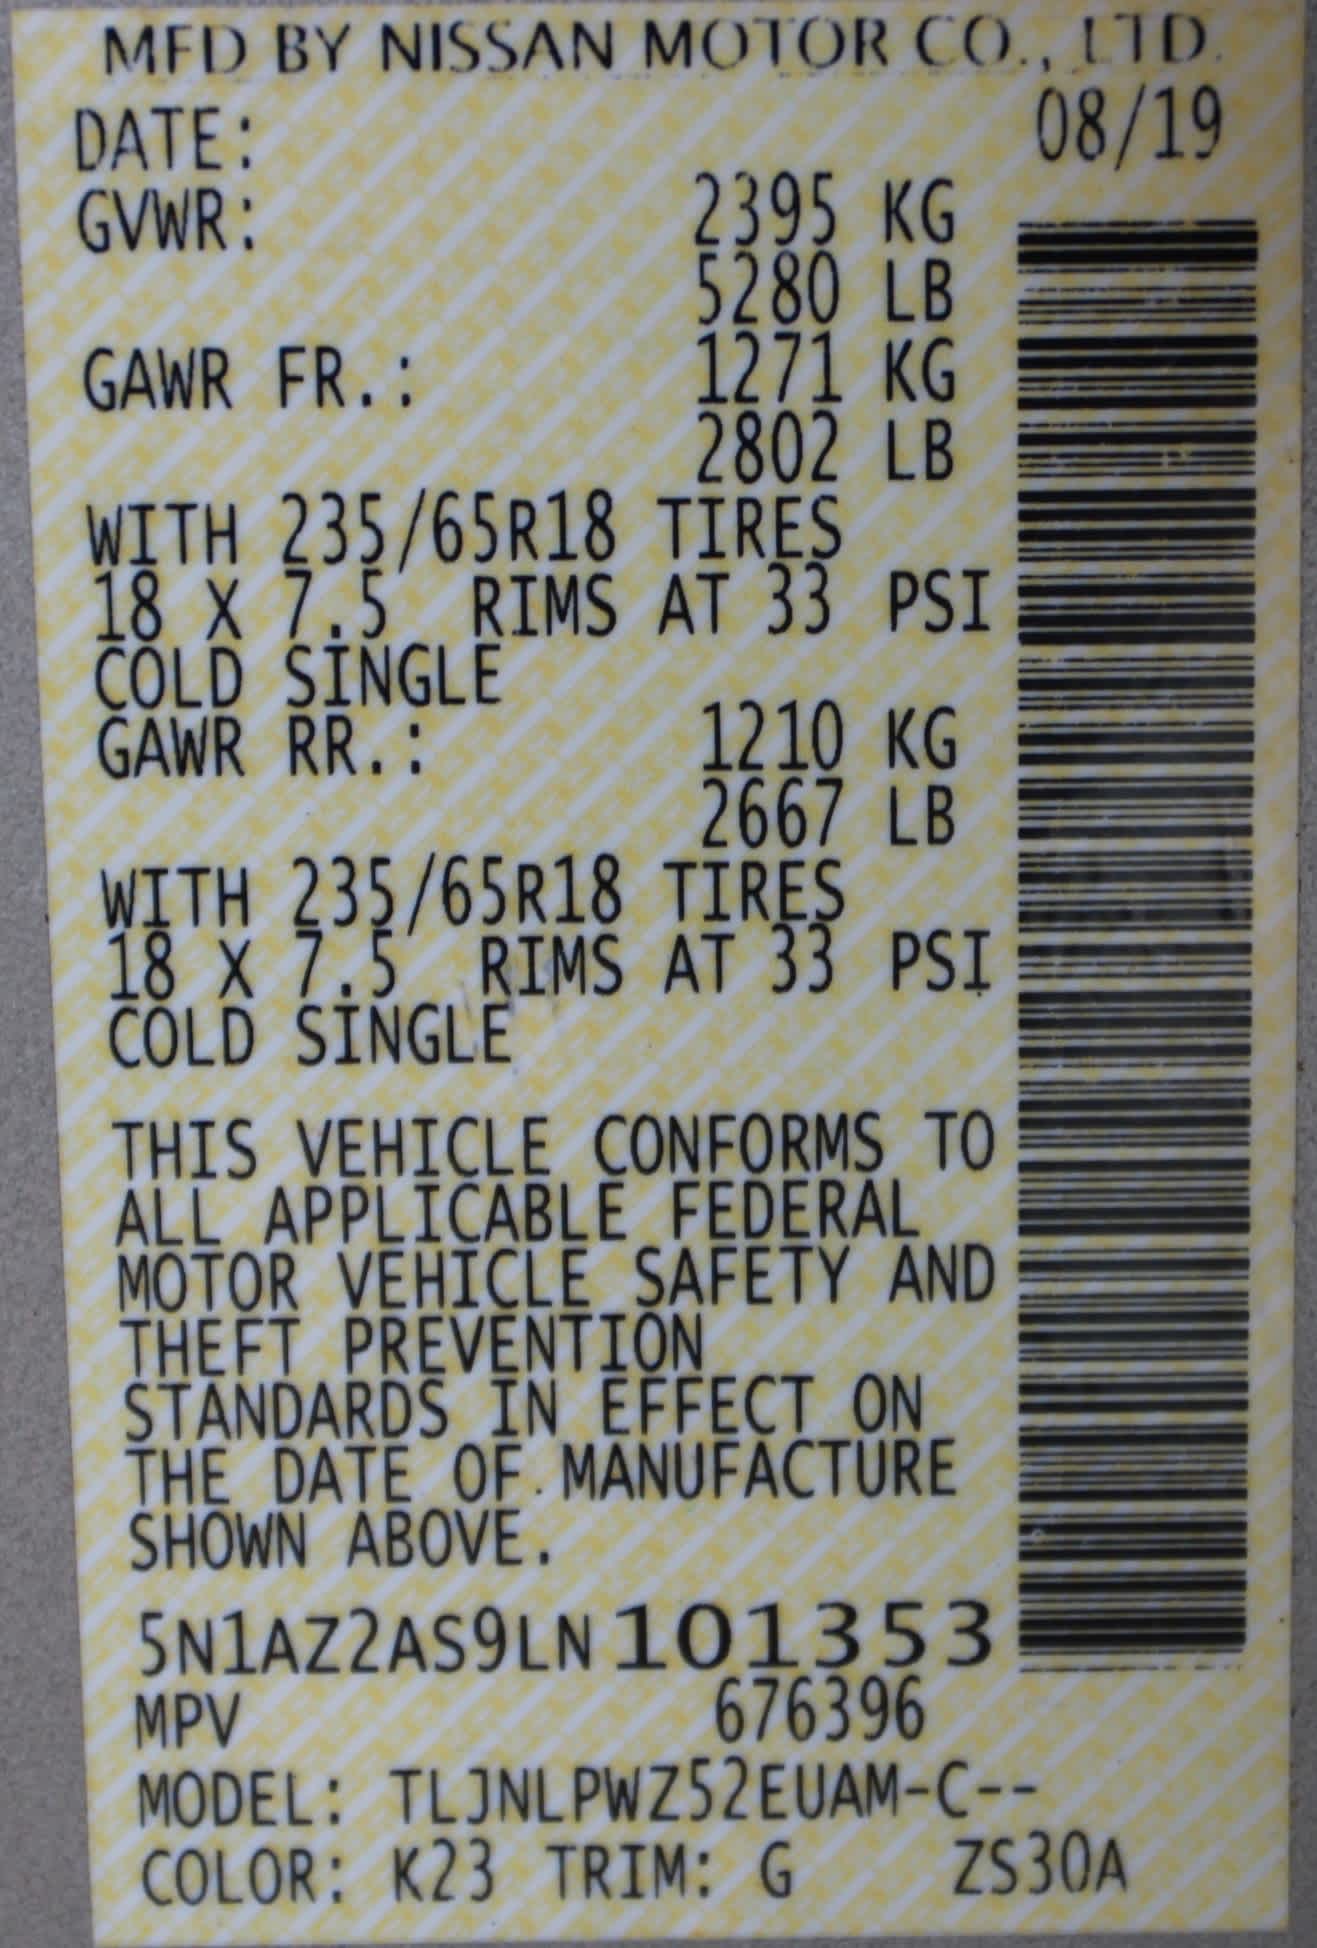 MFD BY NISSAN MOTOR CO., LTD.
DATE: 08/19
GVWR: 2395 KG
5280 LB
GAWR FR.: 1271 KG
2802 LB
WITH 235/65R18 TIRES
18 X 7.5 RIMS AT 33 PSI
COLD SINGLE
GAWR RR.: 1210 KG
2667 LB
WITH 235/65R18 TIRES
18 X 7.5 RIMS AT 33 PSI
COLD SINGLE
THIS VEHICLE CONFORMS TO
ALL APPLICABLE FEDERAL
MOTOR VEHICLE SAFETY AND
THEFT PREVENTION
STANDARDS IN EFFECT ON
THE DATE OF MANUFACTURE
SHOWN ABOVE.
5N1AZ2AS9LN101353
MPV 676396
MODEL: TLJNLPWZ52EUAM-C--
COLOR: K23 TRIM: G ZS30A